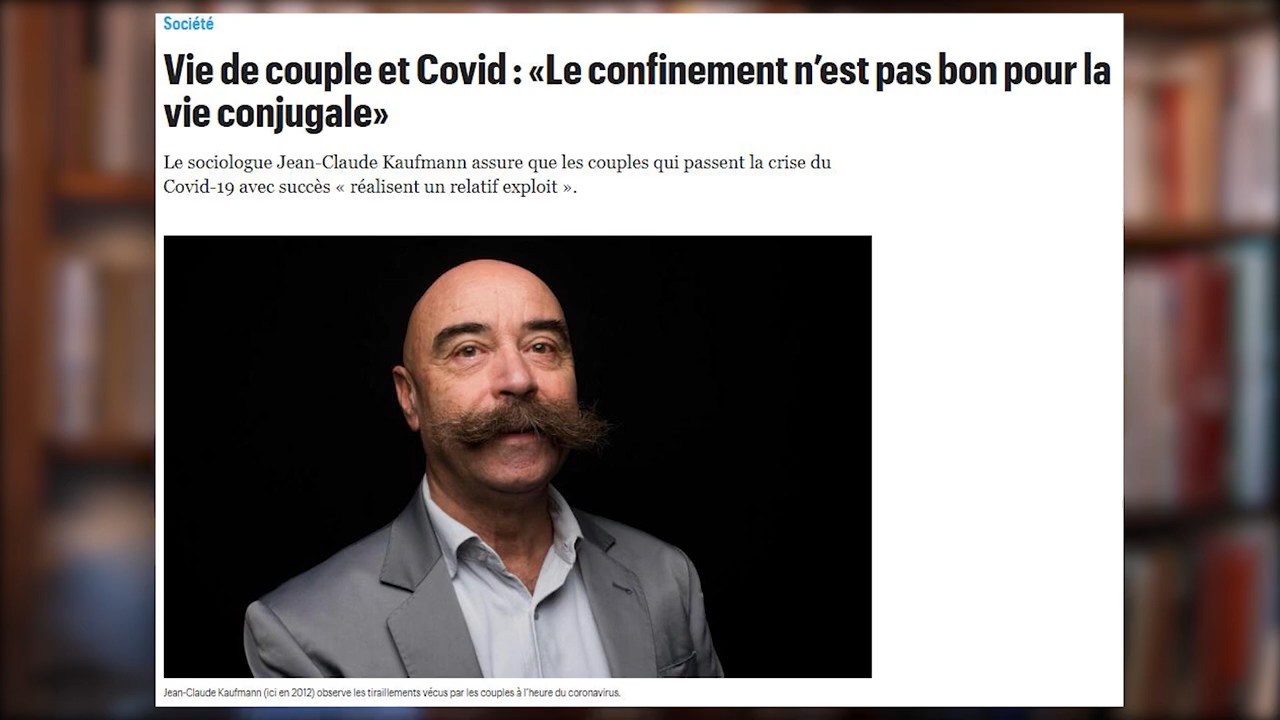 Société
Vie de couple et Covid : «Le confinement n’est pas bon pour la
vie conjugale»
Le sociologue Jean-Claude Kaufmann assure que les couples qui passent la crise du
Covid-19 avec succès « réalisent un relatif exploit ».
Jean-Claude Kaufmann (ici en 2012) observe les tiraillements vécus par les couples à l’heure du coronavirus.